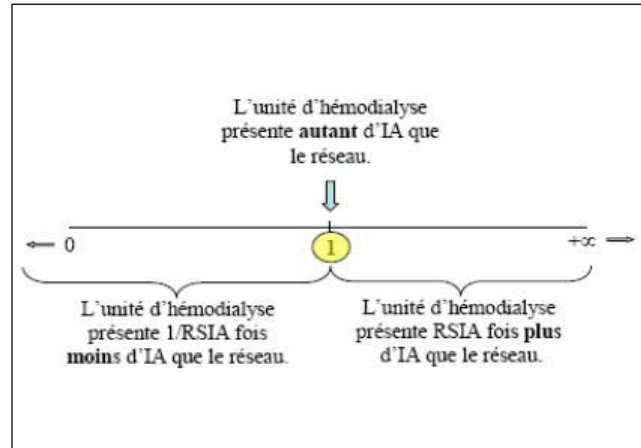 L'unité d'hémodialyse
présente autant d'IA que
le réseau.
0
1
+∞
L'unité d'hémodialyse
présente 1/RSIA fois
moins d'IA que le réseau.
L'unité d'hémodialyse
présente RSIA fois plus
d'IA que le réseau.